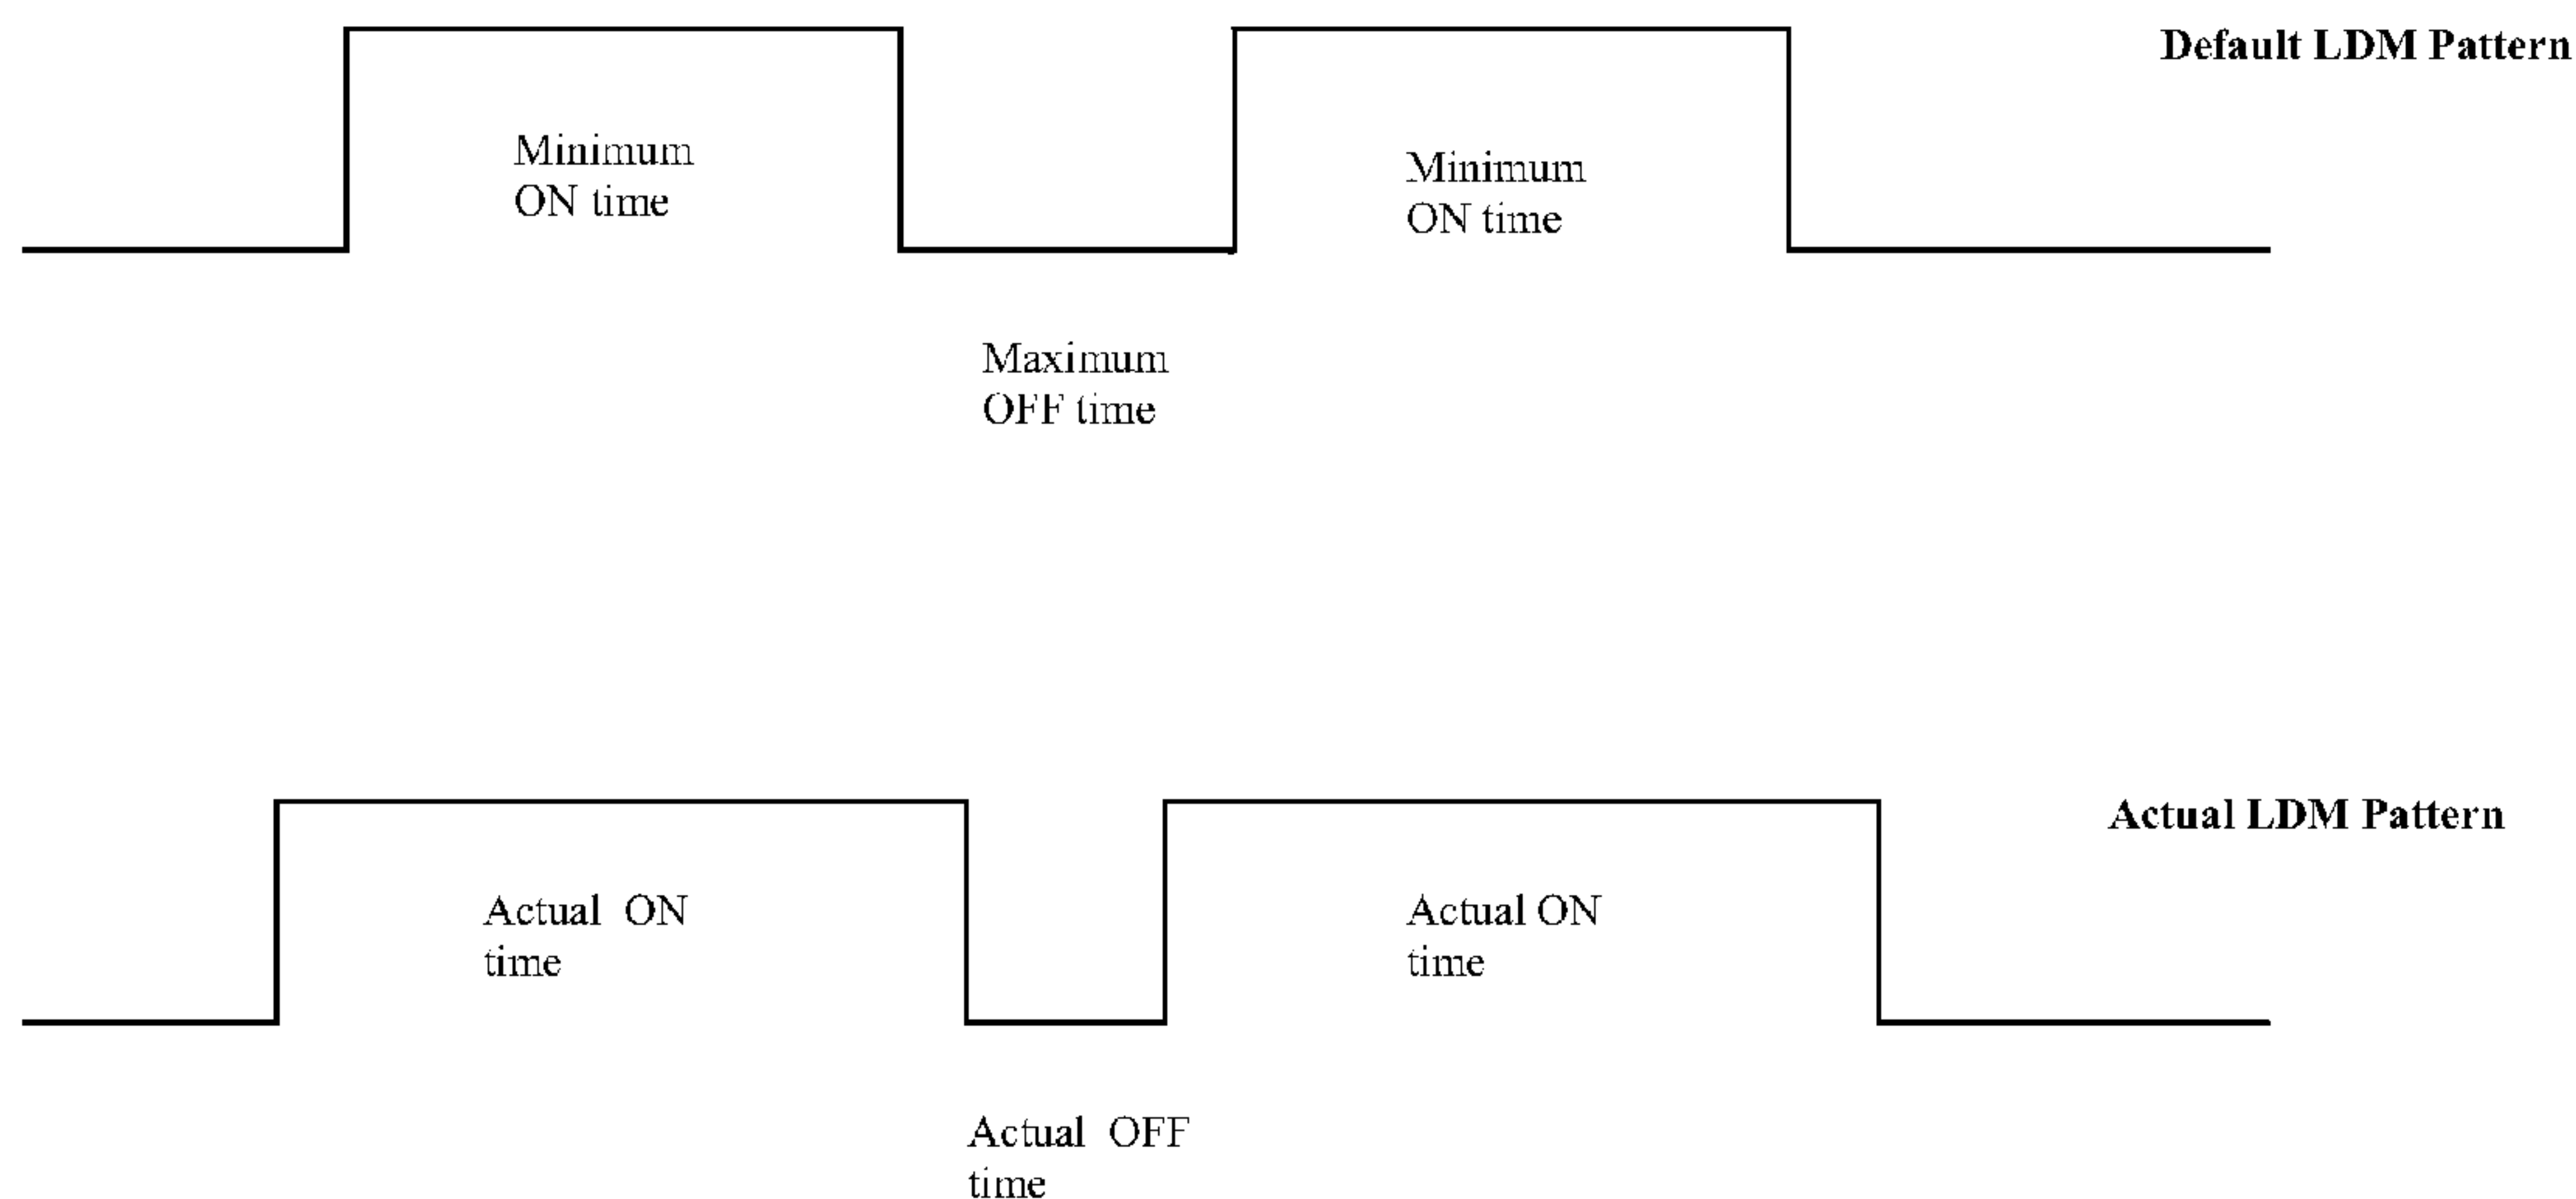 Default LDM Pattern
Minimum
ON time
Minimum
ON time
Maximum
OFF time
Actual LDM Pattern
Actual ON
time
Actual ON
time
Actual OFF
time